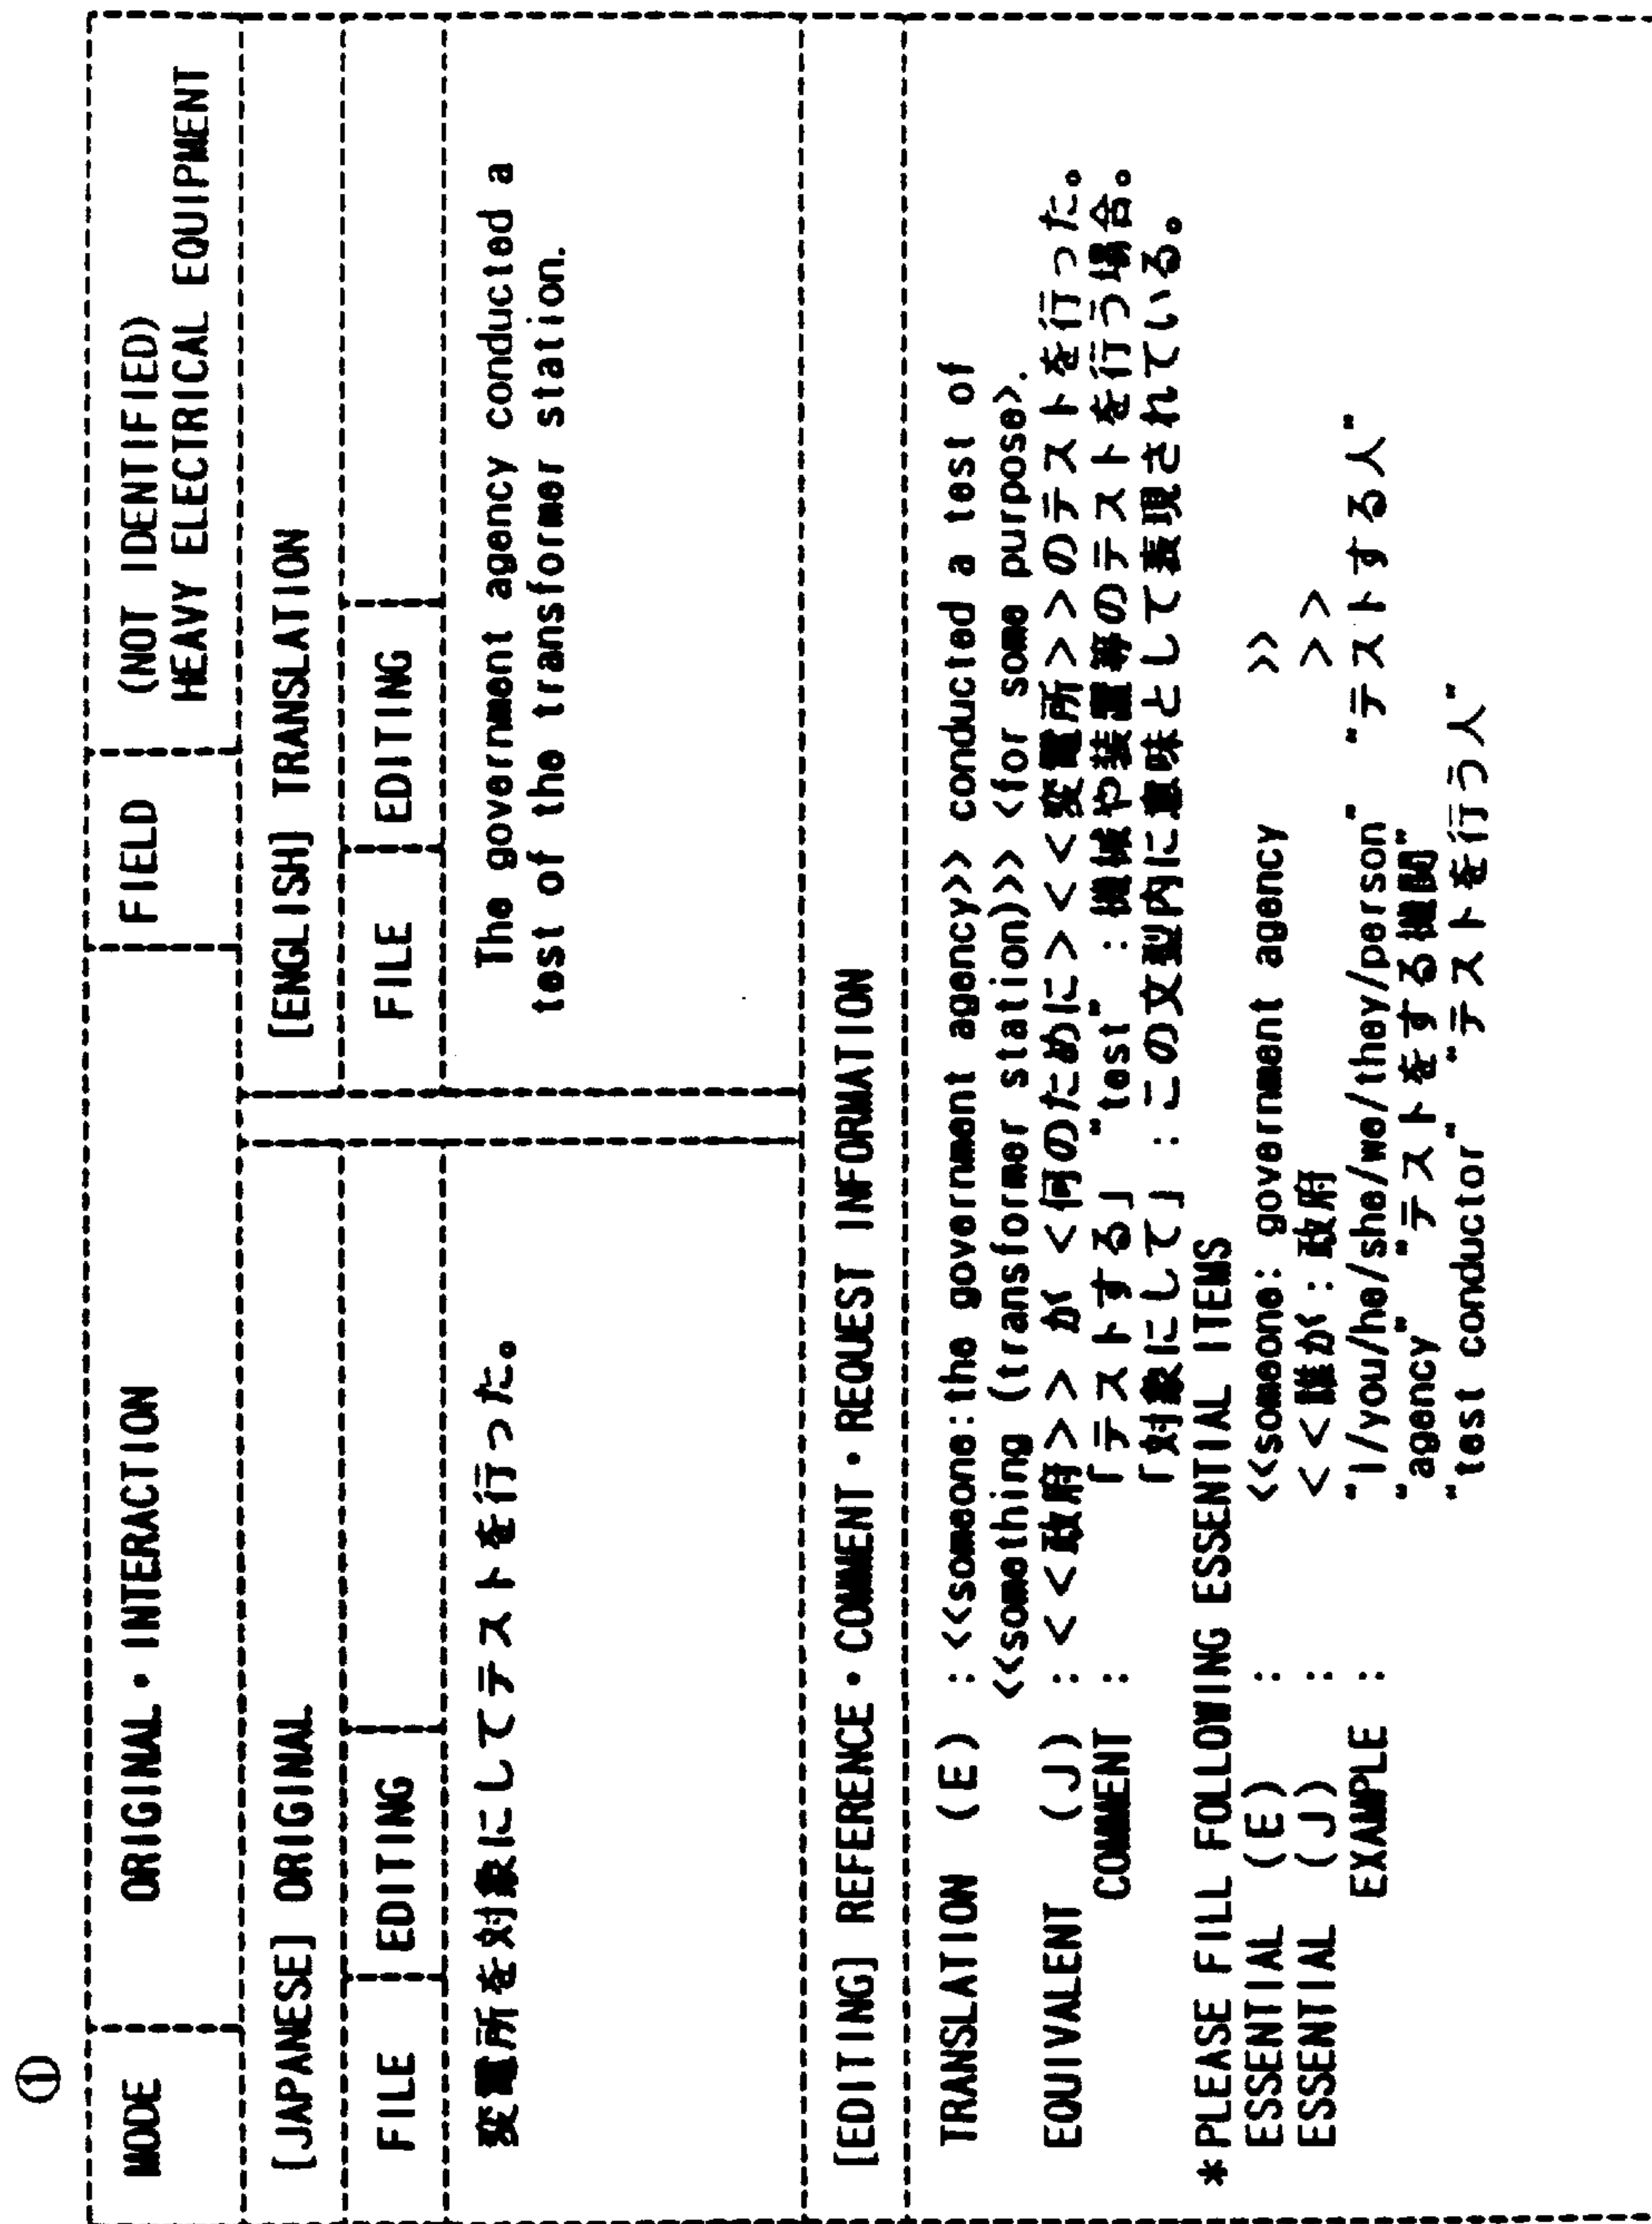 ①
MODE ORIGINAL・INTERACTION FIELD (NOT IDENTIFIED)
HEAVY ELECTRICAL EQUIPMENT
[JAPANESE] ORIGINAL [ENGLISH] TRANSLATION
FILE EDITING FILE EDITING
変電所を対象にしてテストを行った。 The government agency conducted a
test of the transformer station.
[EDITING] REFERENCE・COMMENT・REQUEST INFORMATION
TRANSLATION (E) : <<someone:the government agency>> conducted a test of
<<something (transformer station)>> <for some purpose>.
EQUIVALENT (J) : <<政府>> が <何のために> <<変電所>>のテストを行った。
COMMENT : 「テストする」 "test" : 機械や装置等のテストを行う場合。
「対象にして」 : この文型内に意味として表現されている。
*PLEASE FILL FOLLOWING ESSENTIAL ITEMS
ESSENTIAL (E) : <<someone: government agency >>
ESSENTIAL (J) : <<誰が : 政府 >>
EXAMPLE : "I/you/he/she/we/they/person" "テストする人"
"agency" "テストをする機関"
"test conductor" "テストを行う人"